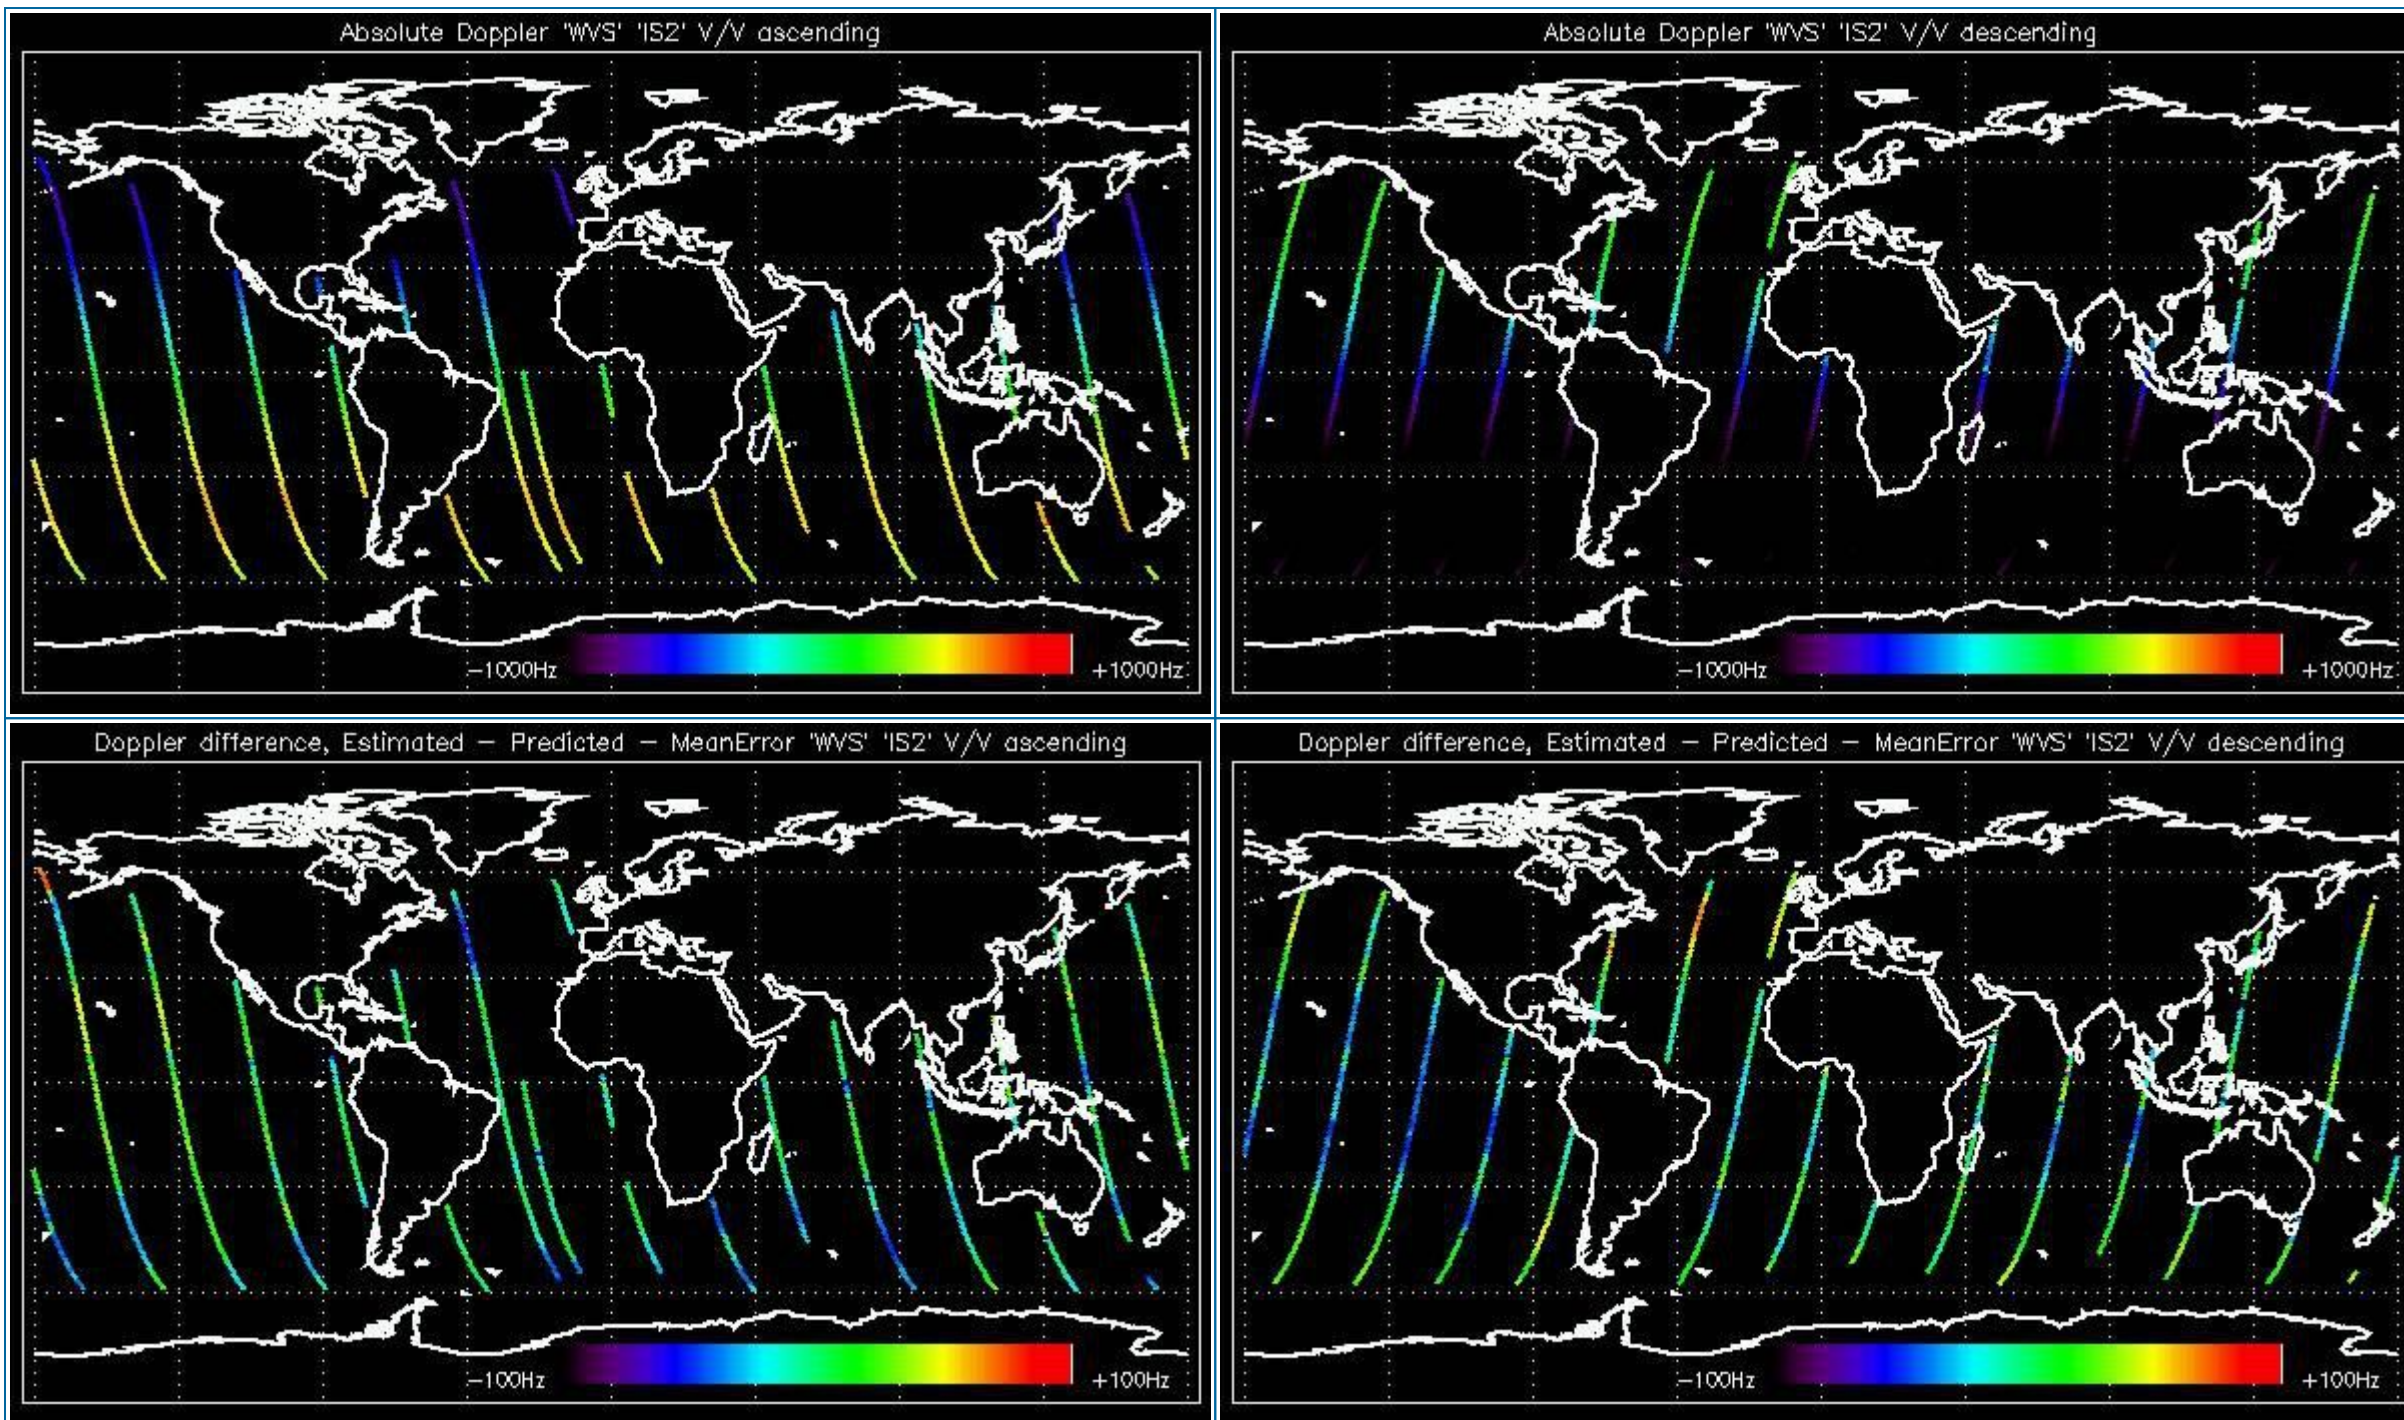 Absolute Doppler 'WVS' 'IS2' V/V ascending
−1000Hz
+1000Hz
Absolute Doppler 'WVS' 'IS2' V/V descending
−1000Hz
+1000Hz
Doppler difference, Estimated − Predicted − MeanError 'WVS' 'IS2' V/V ascending
−100Hz
+100Hz
Doppler difference, Estimated − Predicted − MeanError 'WVS' 'IS2' V/V descending
−100Hz
+100Hz